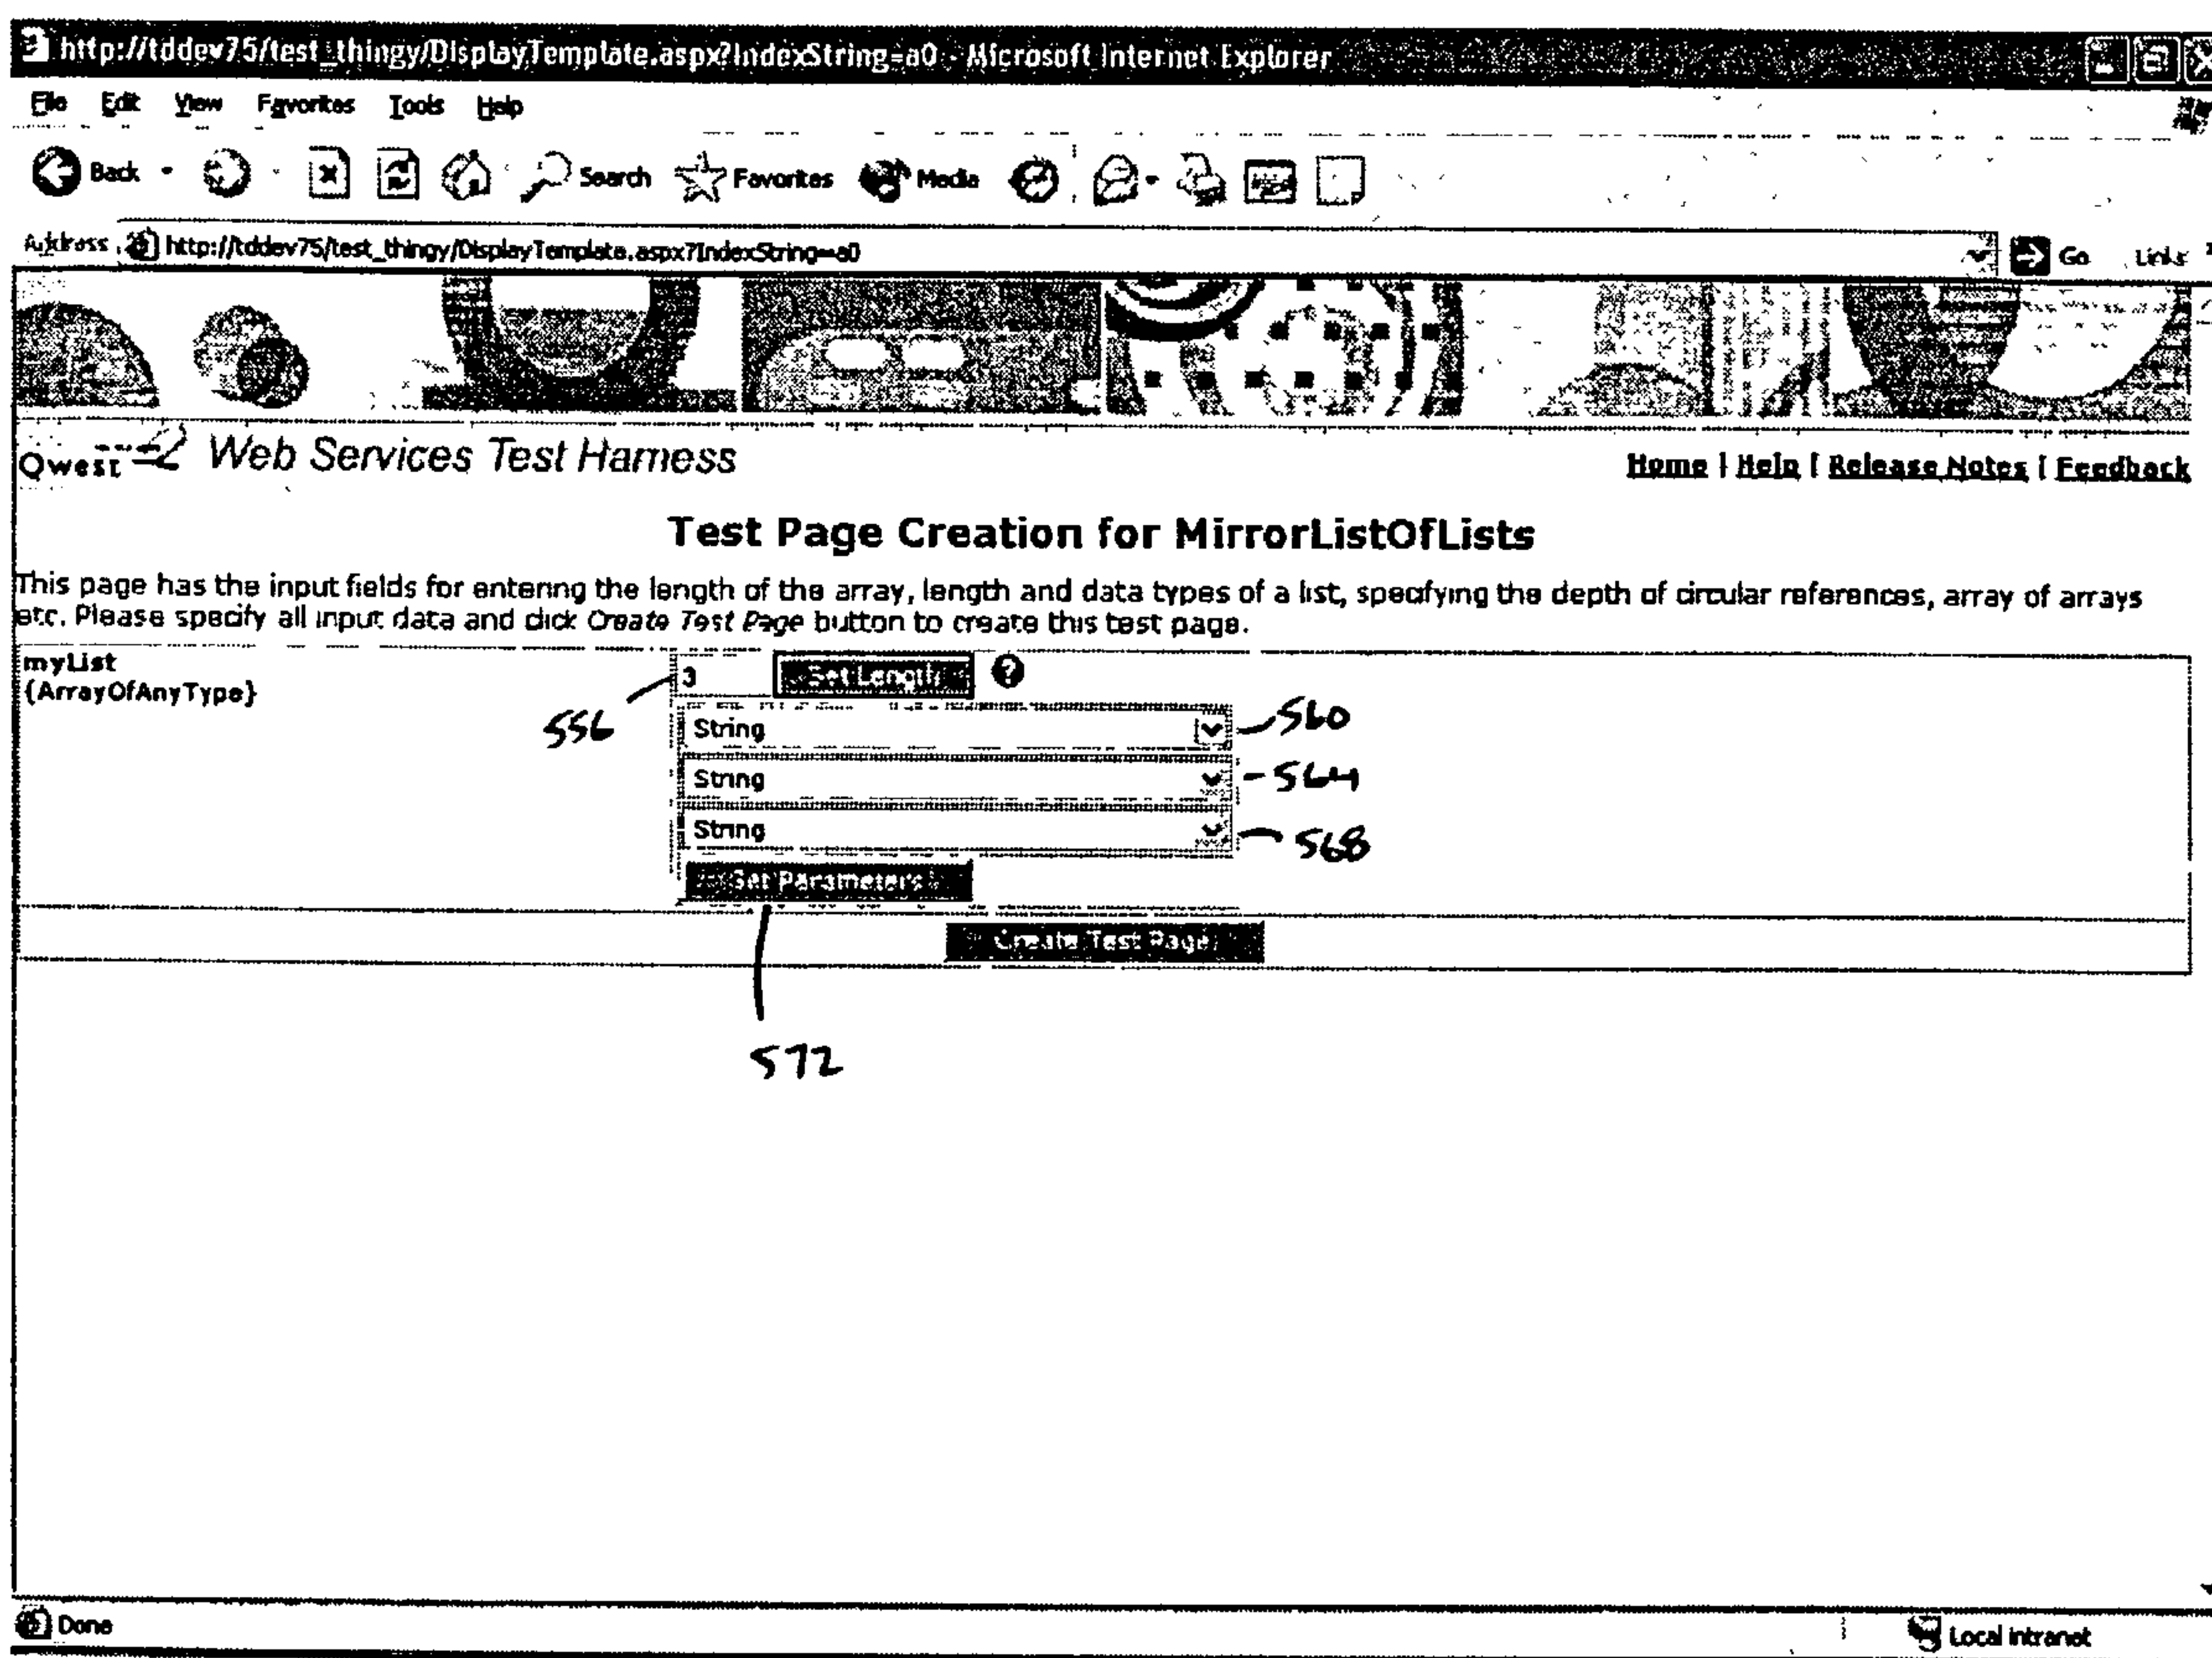 http://tddev75/test_thingy/DisplayTemplate.aspx?IndexString=a0 - Microsoft Internet Explorer
File Edit View Favorites Tools Help
Back Search Favorites Media
Address http://tddev75/test_thingy/DisplayTemplate.aspx?IndexString=a0 Go Links
Qwest Web Services Test Harness Home | Help | Release Notes | Feedback
Test Page Creation for MirrorListOfLists
This page has the input fields for entering the length of the array, length and data types of a list, specifying the depth of circular references, array of arrays
etc. Please specify all input data and click Create Test Page button to create this test page.
myList
{ArrayOfAnyType}
3 Set Length ?
556
String 560
String 564
String 568
Set Parameters
Create Test Page
572
Done Local intranet